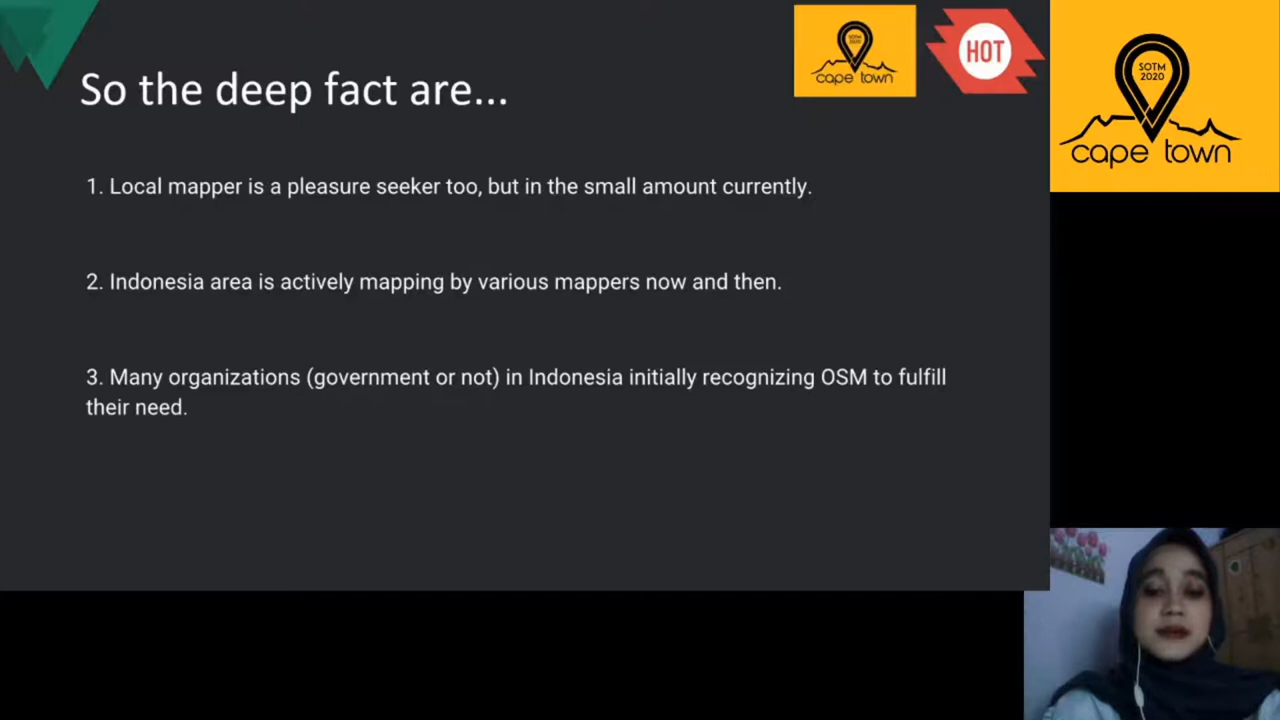 So the deep fact are...
1. Local mapper is a pleasure seeker too, but in the small amount currently.
2. Indonesia area is actively mapping by various mappers now and then.
3. Many organizations (government or not) in Indonesia initially recognizing OSM to fulfill
their need.
SOTM
2020
cape town
HOT
SOTM
2020
cape town